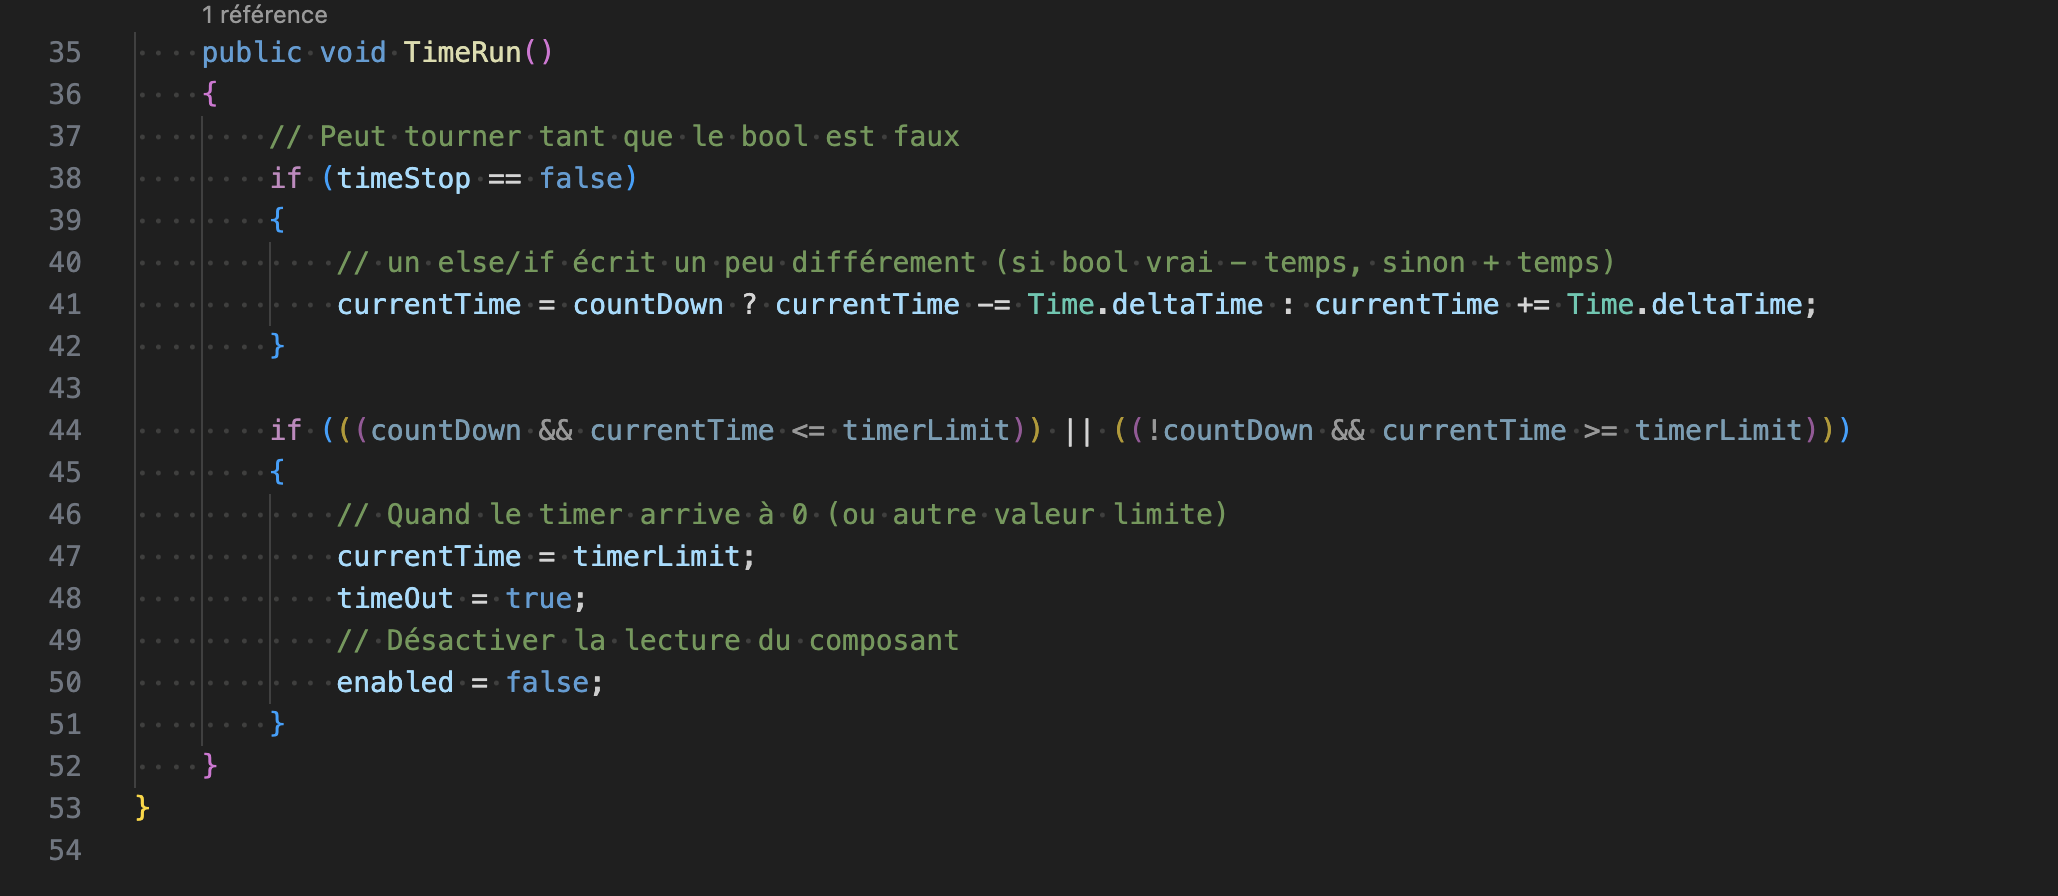 1 référence
35 public void TimeRun()
36 {
37 // Peut tourner tant que le bool est faux
38 if (timeStop == false)
39 {
40 // un else/if écrit un peu différement (si bool vrai - temps, sinon + temps)
41 currentTime = countDown ? currentTime -= Time.deltaTime : currentTime += Time.deltaTime;
42 }
43
44 if (((countDown && currentTime <= timerLimit)) || ((!countDown && currentTime >= timerLimit)))
45 {
46 // Quand le timer arrive à 0 (ou autre valeur limite)
47 currentTime = timerLimit;
48 timeOut = true;
49 // Désactiver la lecture du composant
50 enabled = false;
51 }
52 }
53 }
54